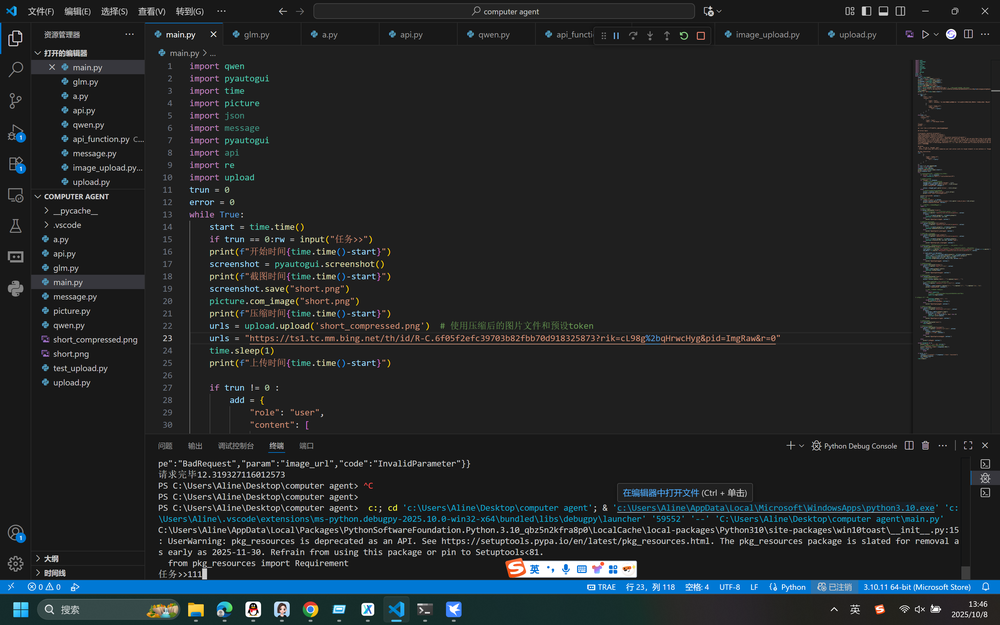 文件(F) 编辑(E) 选择(S) 查看(V) 转到(G) ··· computer agent
资源管理器 ···
main.py glm.py a.py api.py qwen.py api_functi image_upload.py upload.py
打开的编辑器
main.py
glm.py
a.py
api.py
qwen.py
api_function.py C...
message.py
image_upload.py...
upload.py
COMPUTER AGENT
__pycache__
.vscode
a.py
api.py
glm.py
main.py
message.py
picture.py
qwen.py
short_compressed.png
short.png
test_upload.py
upload.py
大纲
时间线
main.py > ...
1 import qwen
2 import pyautogui
3 import time
4 import picture
5 import json
6 import message
7 import pyautogui
8 import api
9 import re
10 import upload
11 trun = 0
12 error = 0
13 while True:
14 start = time.time()
15 if trun == 0:rw = input("任务>>")
16 print(f"开始时间{time.time()-start}")
17 screenshot = pyautogui.screenshot()
18 print(f"截图时间{time.time()-start}")
19 screenshot.save("short.png")
20 picture.com_image("short.png")
21 print(f"压缩时间{time.time()-start}")
22 urls = upload.upload('short_compressed.png') # 使用压缩后的图片文件和预设token
23 urls = "https://ts1.tc.mm.bing.net/th/id/R-C.6f05f2efc39703b82fbb70d918325873?rik=cL98g%2bqHrwcHyg&pid=ImgRaw&r=0"
24 time.sleep(1)
25 print(f"上传时间{time.time()-start}")
26
27 if trun != 0 :
28 add = {
29 "role": "user",
30 "content": [
问题 输出 调试控制台 终端 端口 Python Debug Console
pe":"BadRequest","param":"image_url","code":"InvalidParameter"}}
请求完毕12.319327116012573
PS C:\Users\Aline\Desktop\computer agent> ^C
PS C:\Users\Aline\Desktop\computer agent>
在编辑器中打开文件 (Ctrl + 单击)
PS C:\Users\Aline\Desktop\computer agent> c:; cd 'c:\Users\Aline\Desktop\computer agent'; & 'c:\Users\Aline\AppData\Local\Microsoft\WindowsApps\python3.10.exe' 'c:
\Users\Aline\.vscode\extensions\ms-python.debugpy-2025.10.0-win32-x64\bundled\libs\debugpy\launcher' '59552' '--' 'C:\Users\Aline\Desktop\computer agent\main.py'
C:\Users\Aline\AppData\Local\Packages\PythonSoftwareFoundation.Python.3.10_qbz5n2kfra8p0\LocalCache\local-packages\Python310\site-packages\win10toast\__init__.py:15
: UserWarning: pkg_resources is deprecated as an API. See https://setuptools.pypa.io/en/latest/pkg_resources.html. The pkg_resources package is slated for removal a
s early as 2025-11-30. Refrain from using this package or pin to Setuptools<81.
from pkg_resources import Requirement
任务>>111
英
0 0 TRAE 行 23, 列 118 空格: 4 UTF-8 LF Python 已注销 3.10.11 64-bit (Microsoft Store)
搜索 英 13:46
2025/10/8